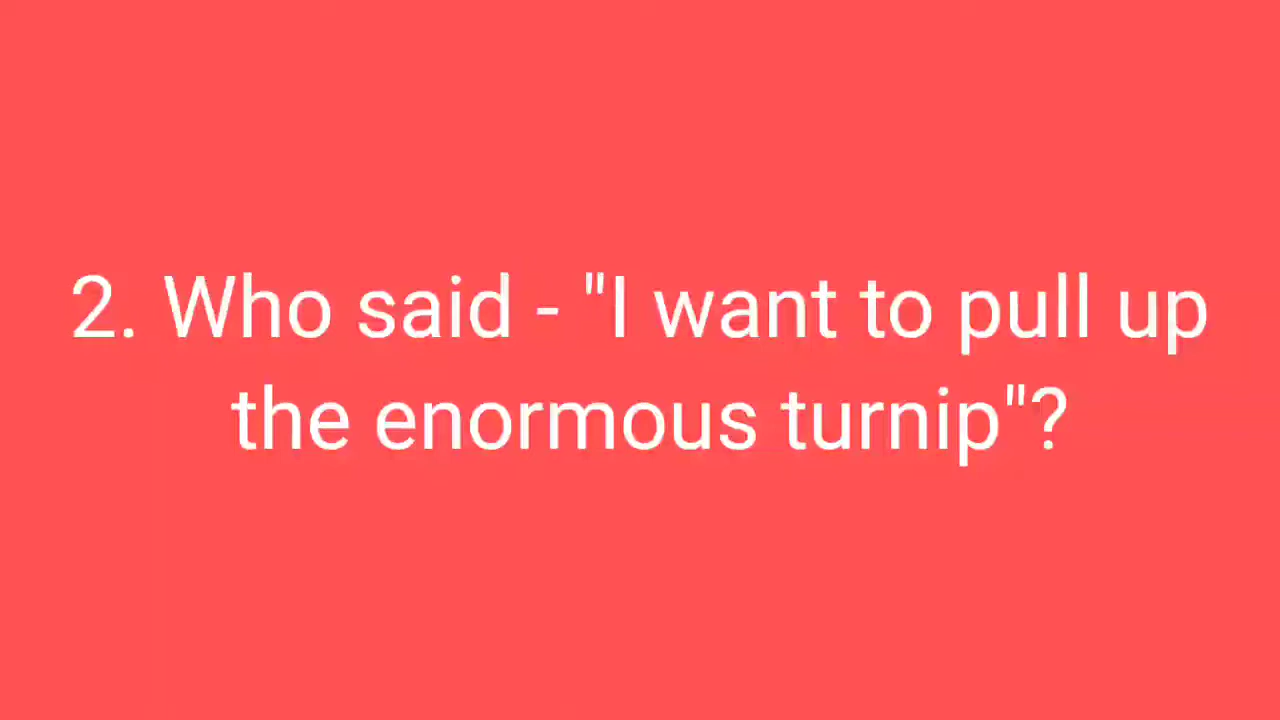 2. Who said - "I want to pull up
the enormous turnip"?